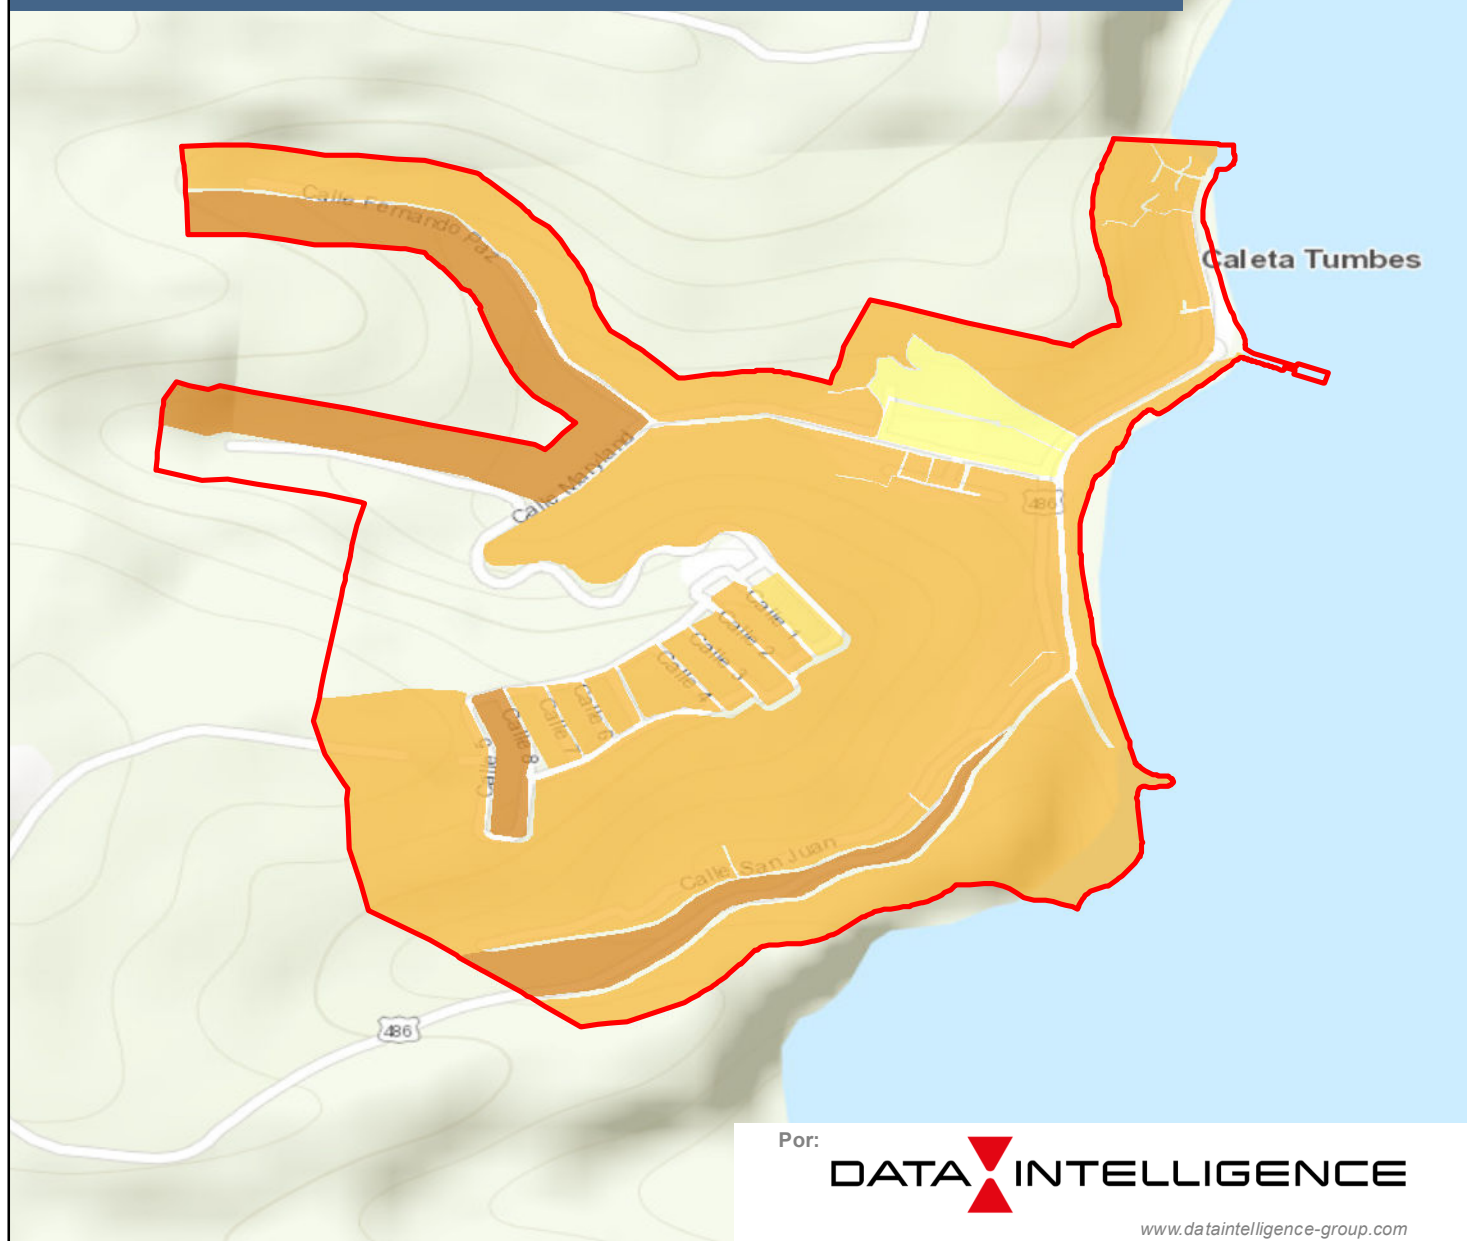 Calle Fernando Paz
Caleta Tumbes
Calle Maryland
486
Calle 1
Calle 2
Calle 3
Calle 4
Calle 6
Calle 7
Calle 8
Calle 9
Calle San Juan
486
Por:
DATA INTELLIGENCE
www.dataintelligence-group.com